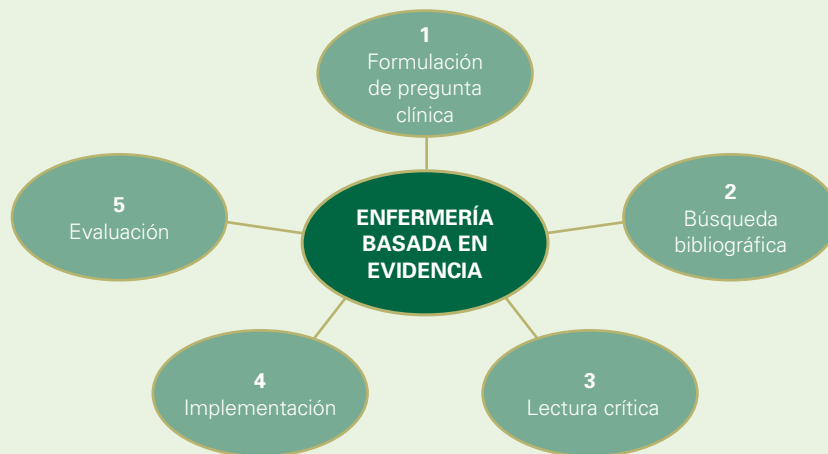 1
Formulación
de pregunta
clínica
2
Búsqueda
bibliográfica
3
Lectura crítica
4
Implementación
5
Evaluación
ENFERMERÍA
BASADA EN
EVIDENCIA